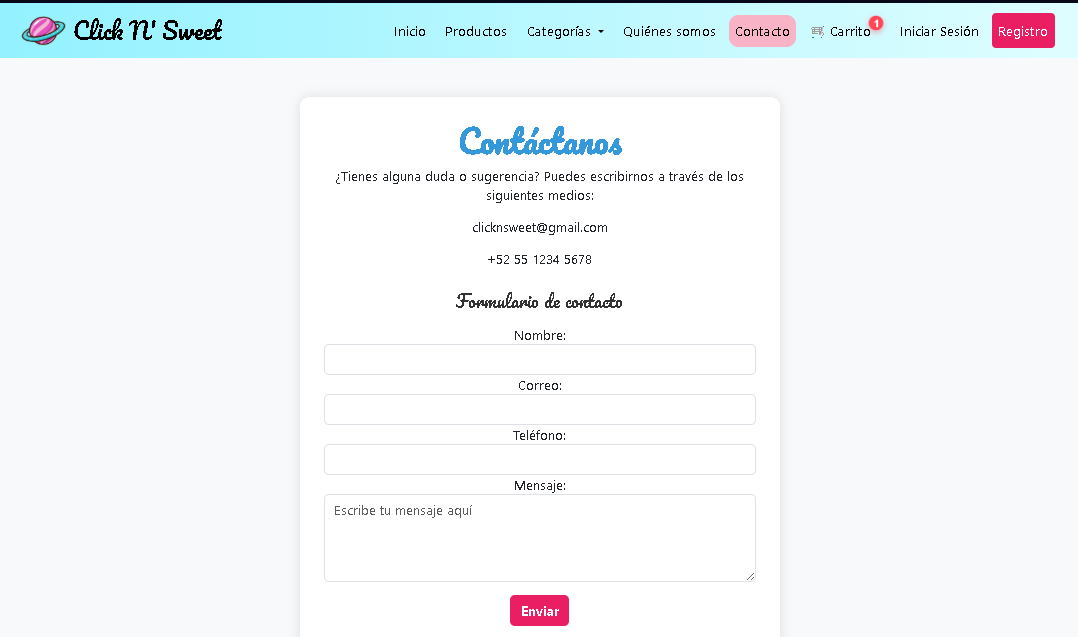 Click N' Sweet
Inicio Productos Categorías Quiénes somos Contacto Carrito 1 Iniciar Sesión Registro
Contáctanos
¿Tienes alguna duda o sugerencia? Puedes escribirnos a través de los
siguientes medios:
clicknsweet@gmail.com
+52 55 1234 5678
Formulario de contacto
Nombre:
Correo:
Teléfono:
Mensaje:
Escribe tu mensaje aquí
Enviar